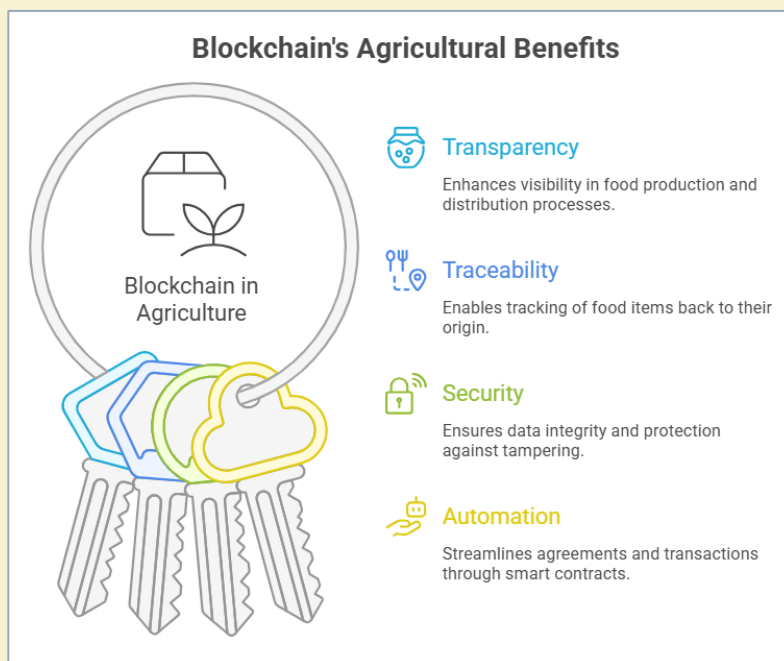 Blockchain's Agricultural Benefits
Blockchain in
Agriculture
Transparency
Enhances visibility in food production and
distribution processes.
Traceability
Enables tracking of food items back to their
origin.
Security
Ensures data integrity and protection
against tampering.
Automation
Streamlines agreements and transactions
through smart contracts.